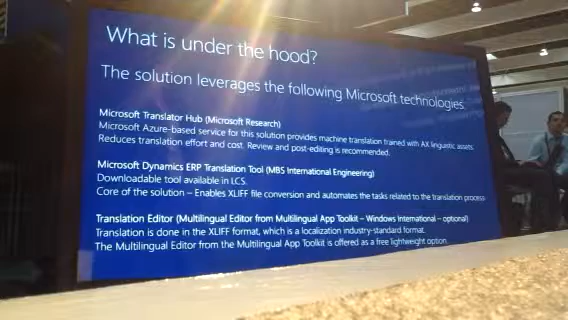 What is under the hood?
The solution leverages the following Microsoft technologies.
Microsoft Translator Hub (Microsoft Research)
Microsoft Azure-based service for this solution provides machine translation trained with AX linguistic assets.
Reduces translation effort and cost. Review and post-editing is recommended.
Microsoft Dynamics ERP Translation Tool (MBS International Engineering)
Downloadable tool available in LCS.
Core of the solution – Enables XLIFF file conversion and automates the tasks related to the translation process
Translation Editor (Multilingual Editor from Multilingual App Toolkit – Windows International – optional)
Translation is done in the XLIFF format, which is a localization industry-standard format.
The Multilingual Editor from the Multilingual App Toolkit is offered as a free lightweight option.